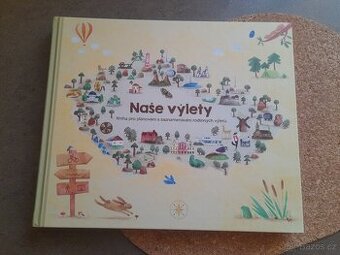 Naše výlety
Kniha pro plánování a zaznamenávání rodinných výletů